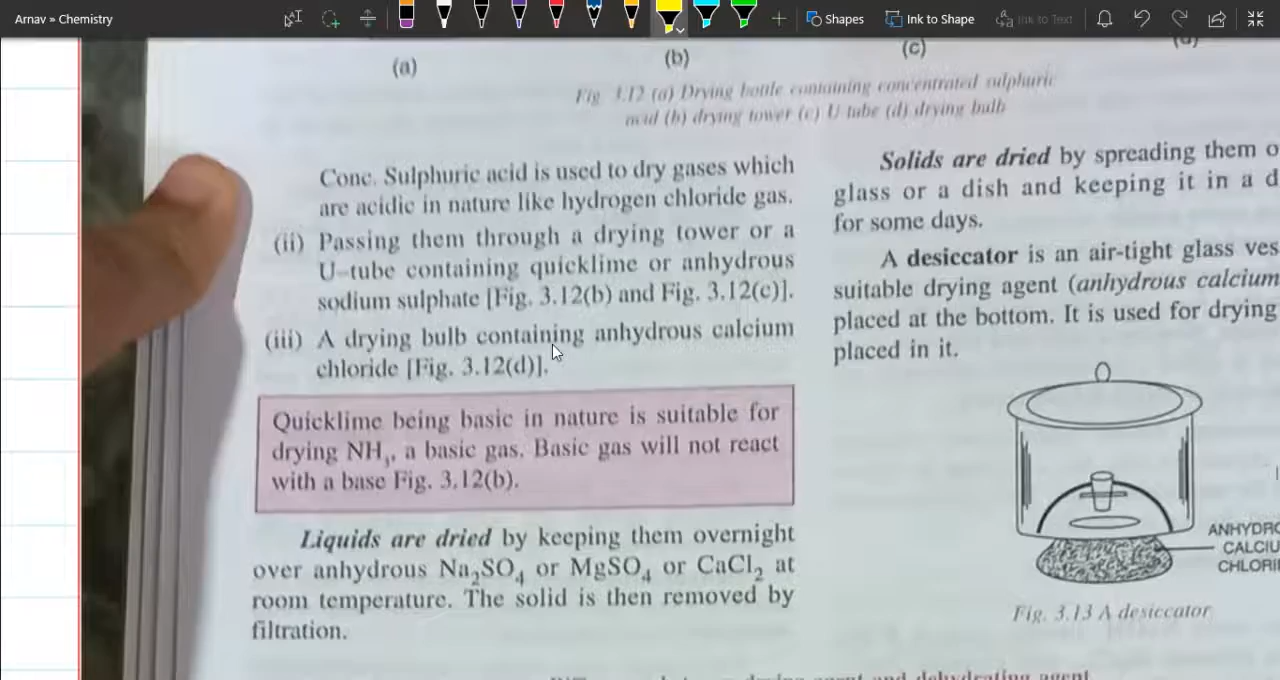 Arnav » Chemistry
Shapes
Ink to Shape
Ink to Text
(a)
(b)
(c)
(d)
Fig. 3.12 (a) Drying bottle containing concentrated sulphuric
acid (b) drying tower (c) U tube (d) drying bulb
Conc. Sulphuric acid is used to dry gases which
are acidic in nature like hydrogen chloride gas.
(ii) Passing them through a drying tower or a
U–tube containing quicklime or anhydrous
sodium sulphate [Fig. 3.12(b) and Fig. 3.12(c)].
(iii) A drying bulb containing anhydrous calcium
chloride [Fig. 3.12(d)].
Quicklime being basic in nature is suitable for
drying NH₃, a basic gas. Basic gas will not react
with a base Fig. 3.12(b).
Liquids are dried by keeping them overnight
over anhydrous Na₂SO₄ or MgSO₄ or CaCl₂ at
room temperature. The solid is then removed by
filtration.
Solids are dried by spreading them o
glass or a dish and keeping it in a d
for some days.
A desiccator is an air-tight glass ves
suitable drying agent (anhydrous calcium
placed at the bottom. It is used for drying
placed in it.
ANHYDRO
CALCIU
CHLORI
Fig. 3.13 A desiccator
drying agent and dehydrating agent